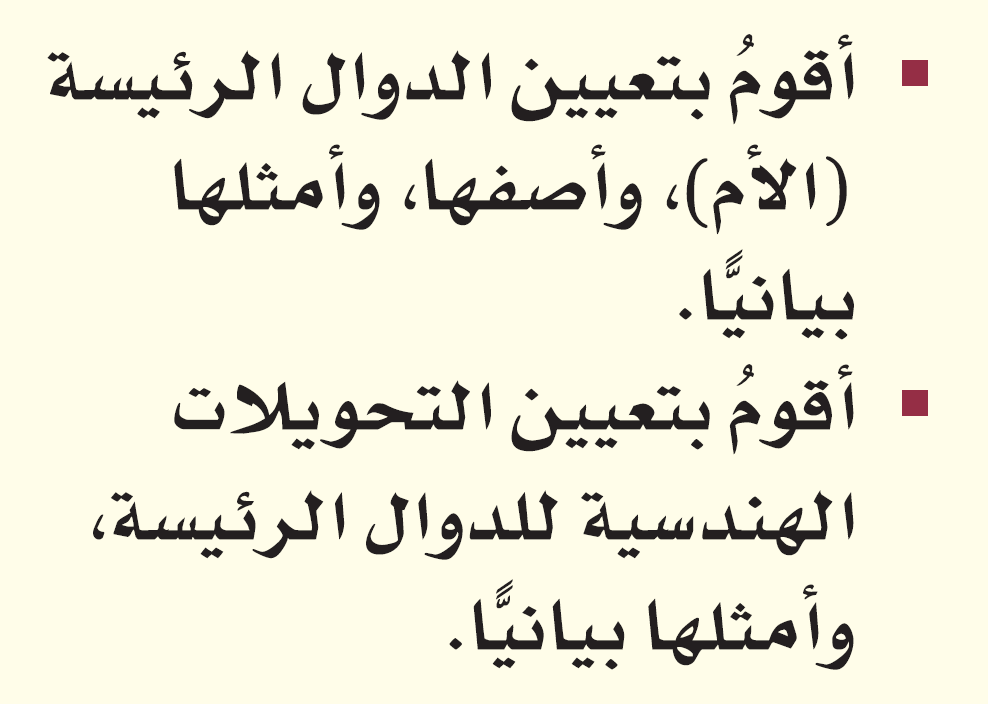 ■ أقومُ بتعيين الدوال الرئيسة
(الأم)، وأصفها، وأمثلها
بيانيًّا.
■ أقومُ بتعيين التحويلات
الهندسية للدوال الرئيسة،
وأمثلها بيانيًّا.